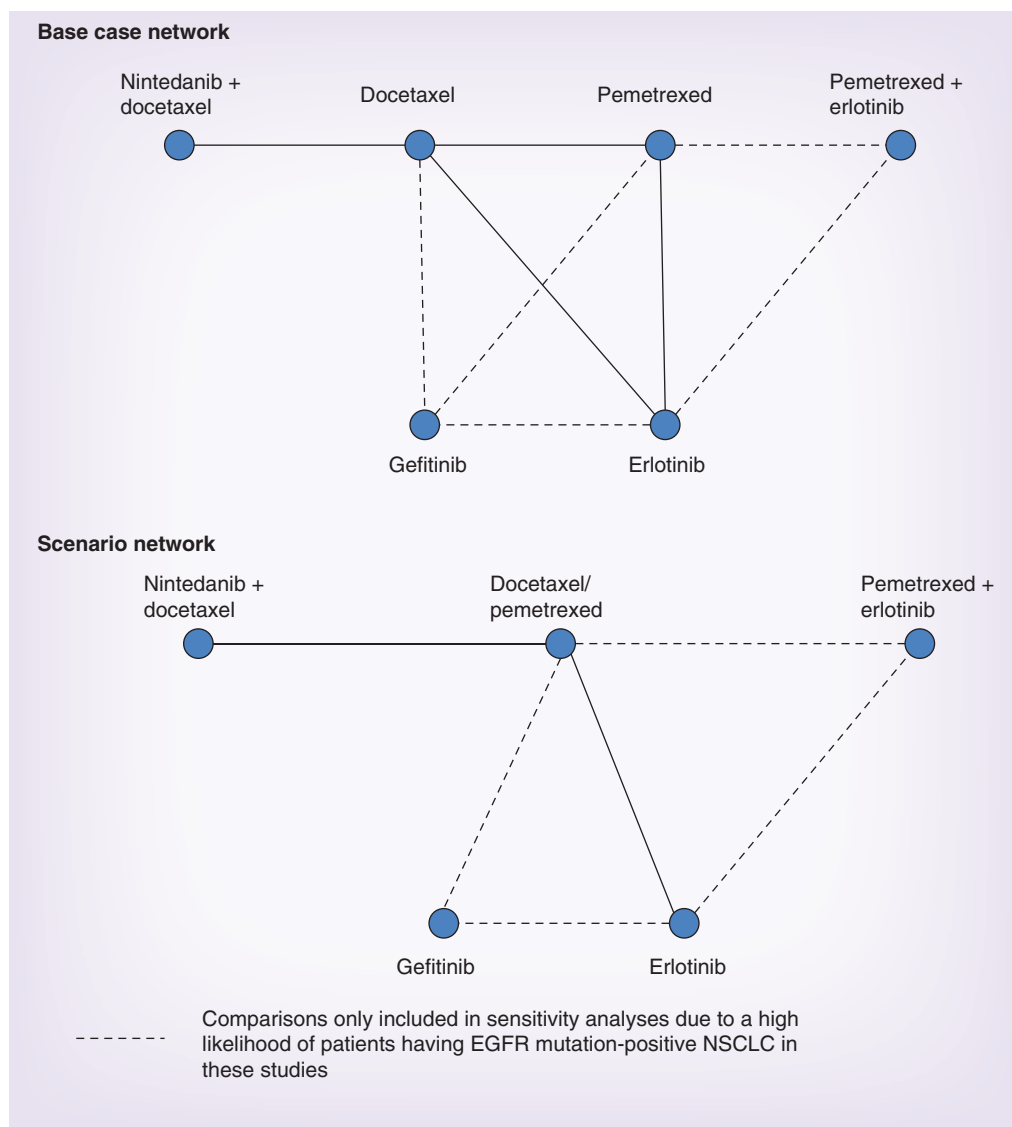 Base case network
Nintedanib +
docetaxel
Docetaxel
Pemetrexed
Pemetrexed +
erlotinib
Gefitinib
Erlotinib
Scenario network
Nintedanib +
docetaxel
Docetaxel/
pemetrexed
Pemetrexed +
erlotinib
Gefitinib
Erlotinib
Comparisons only included in sensitivity analyses due to a high
likelihood of patients having EGFR mutation-positive NSCLC in
these studies